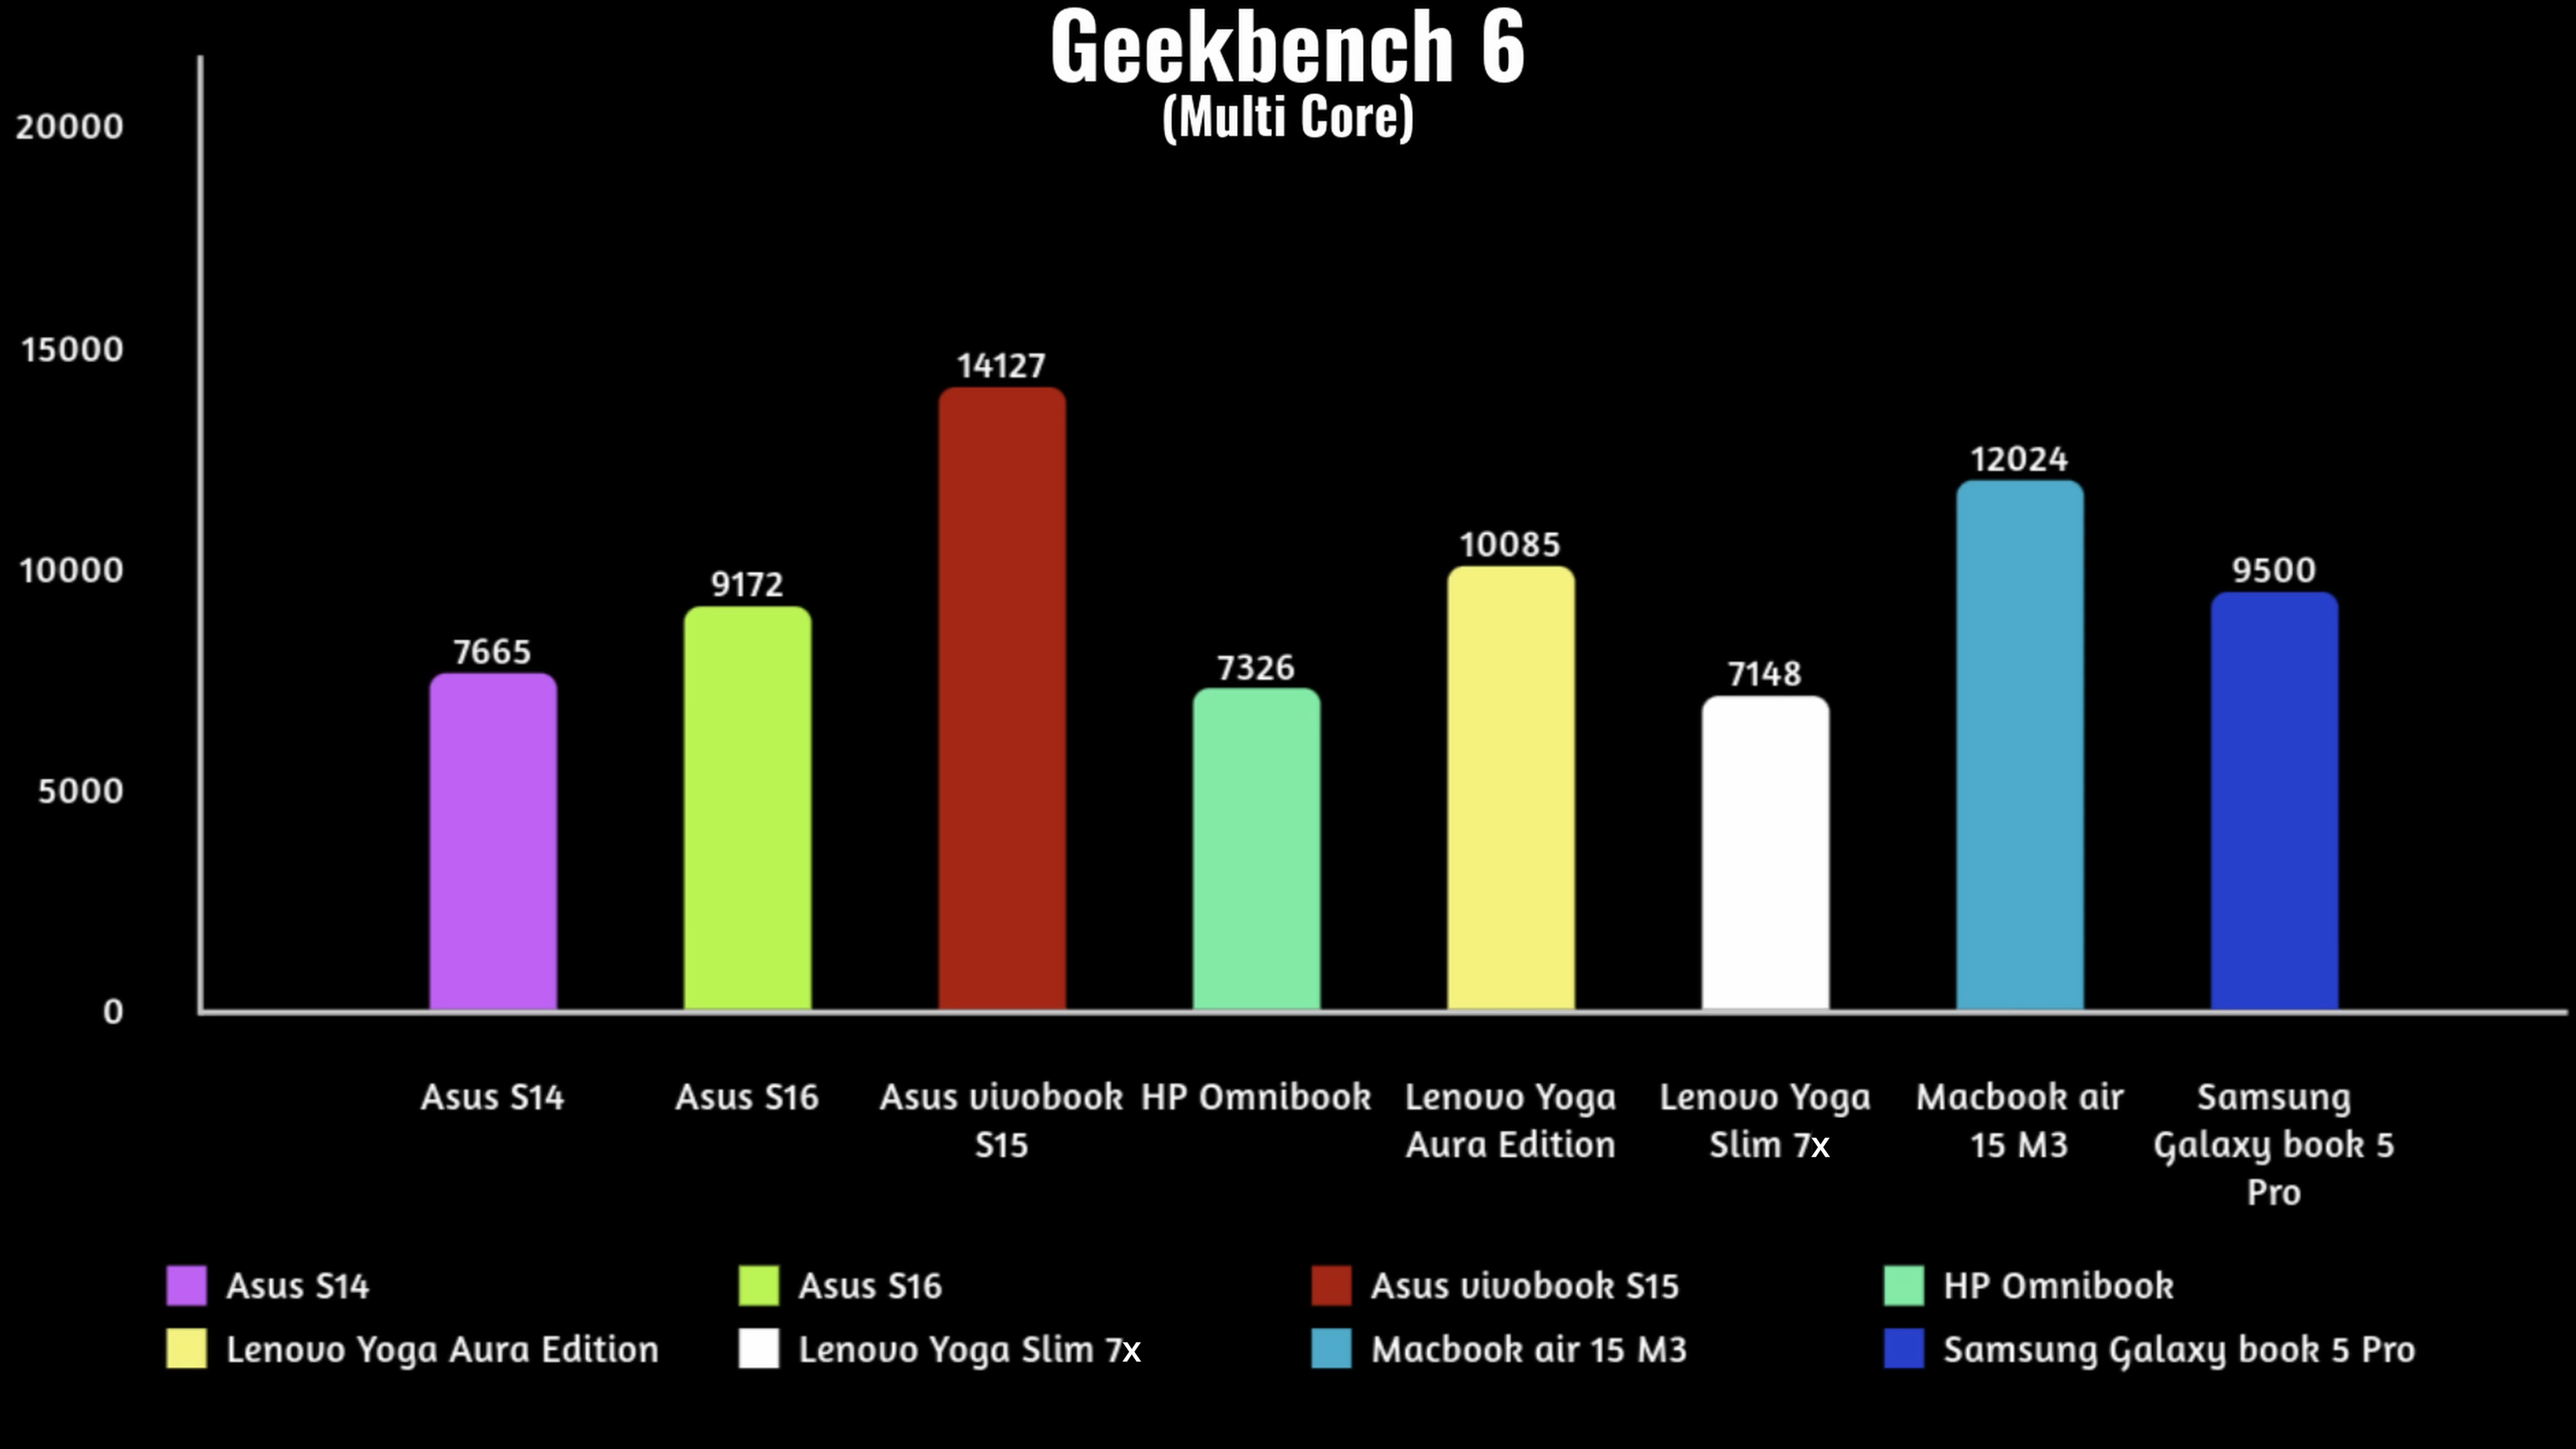 Geekbench 6
(Multi Core)
20000
15000
10000
5000
0
7665
9172
14127
7326
10085
7148
12024
9500
Asus S14
Asus S16
Asus vivobook
S15
HP Omnibook
Lenovo Yoga
Aura Edition
Lenovo Yoga
Slim 7x
Macbook air
15 M3
Samsung
Galaxy book 5
Pro
Asus S14
Asus S16
Asus vivobook S15
HP Omnibook
Lenovo Yoga Aura Edition
Lenovo Yoga Slim 7x
Macbook air 15 M3
Samsung Galaxy book 5 Pro